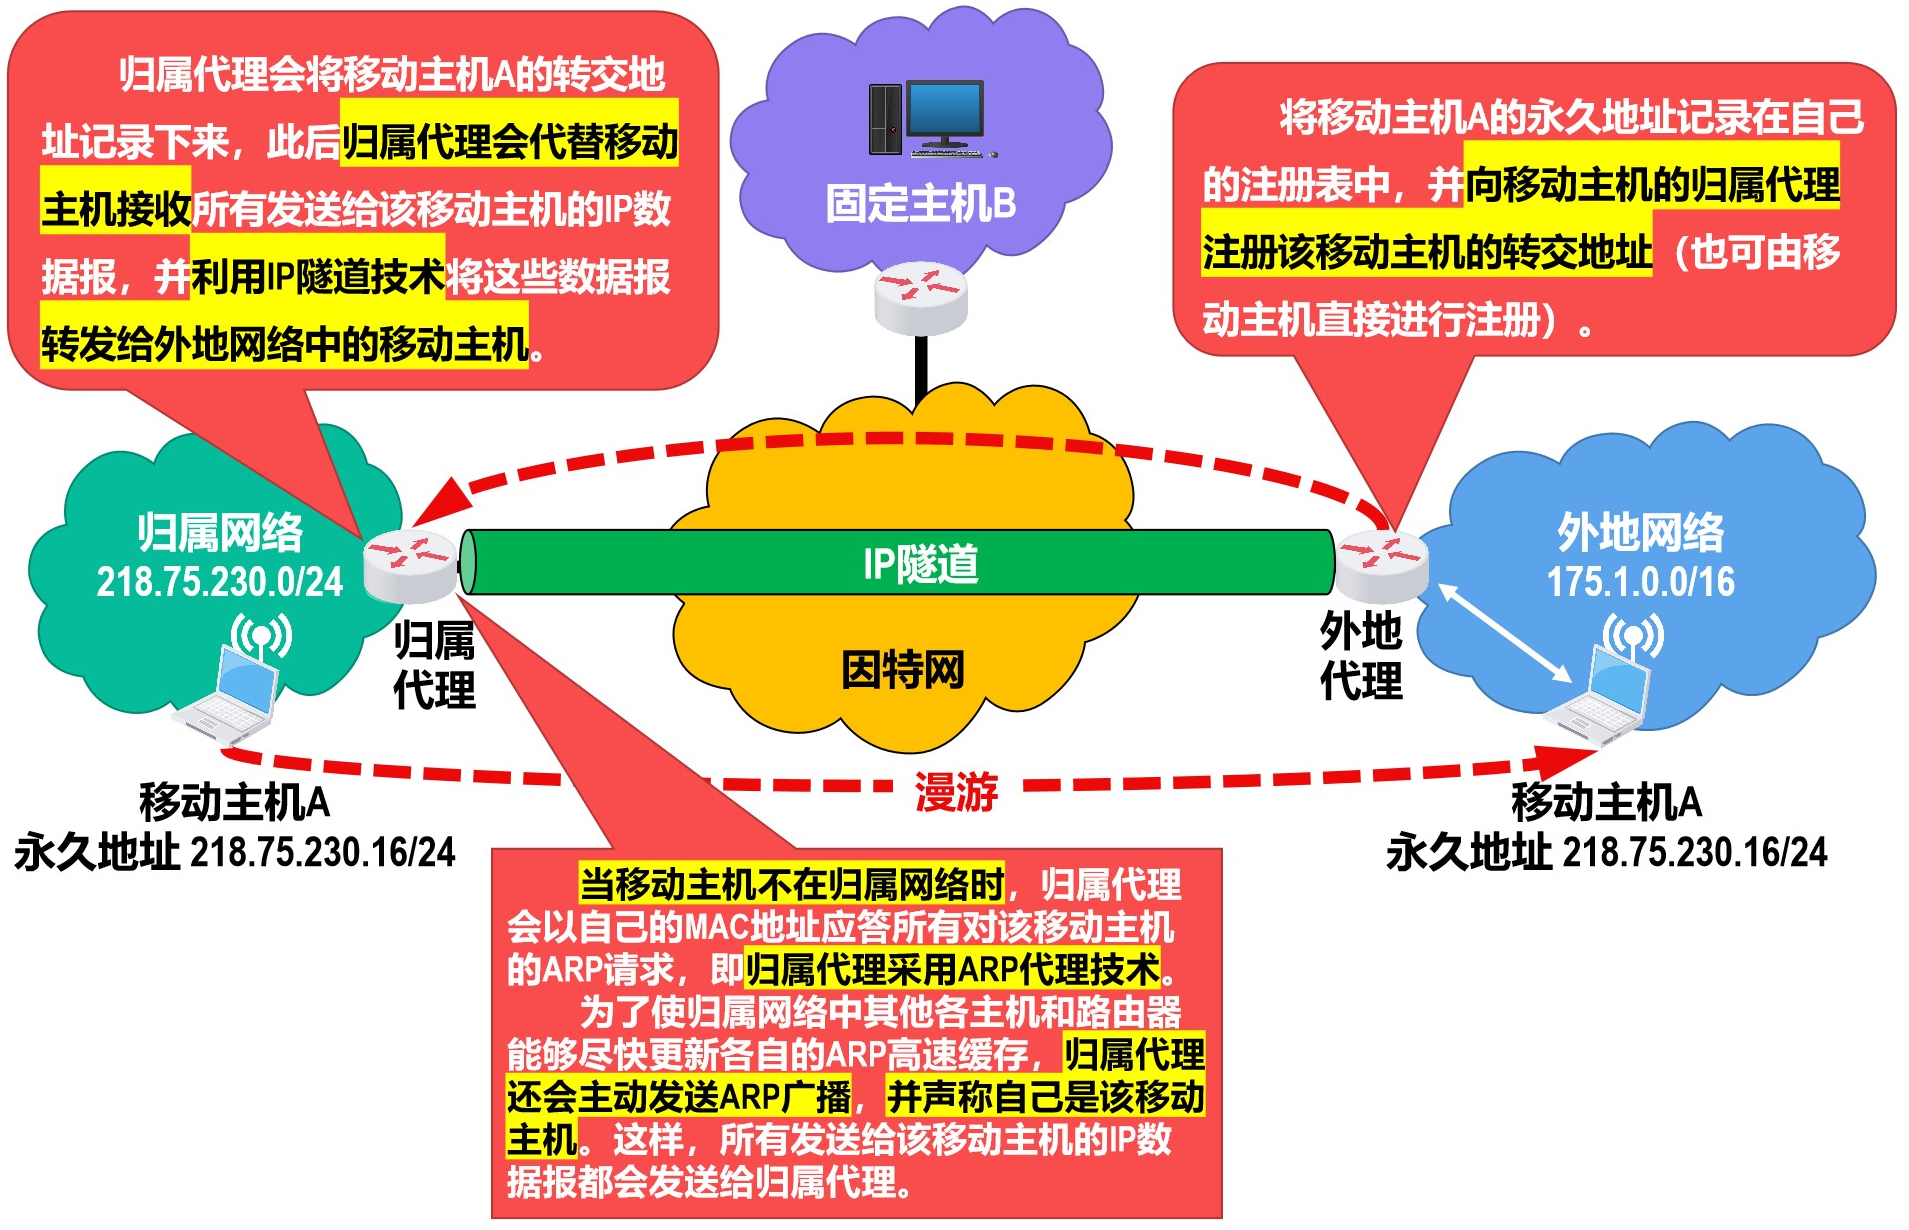 归属代理会将移动主机A的转交地
址记录下来，此后归属代理会代替移动
主机接收所有发送给该移动主机的IP数
据报，并利用IP隧道技术将这些数据报
转发给外地网络中的移动主机。
固定主机B
将移动主机A的永久地址记录在自己
的注册表中，并向移动主机的归属代理
注册该移动主机的转交地址（也可由移
动主机直接进行注册）。
归属网络
218.75.230.0/24
归属
代理
IP隧道
因特网
外地
代理
外地网络
175.1.0.0/16
漫游
移动主机A
永久地址 218.75.230.16/24
移动主机A
永久地址 218.75.230.16/24
当移动主机不在归属网络时，归属代理
会以自己的MAC地址应答所有对该移动主机
的ARP请求，即归属代理采用ARP代理技术。
为了使归属网络中其他各主机和路由器
能够尽快更新各自的ARP高速缓存，归属代理
还会主动发送ARP广播，并声称自己是该移动
主机。这样，所有发送给该移动主机的IP数
据报都会发送给归属代理。